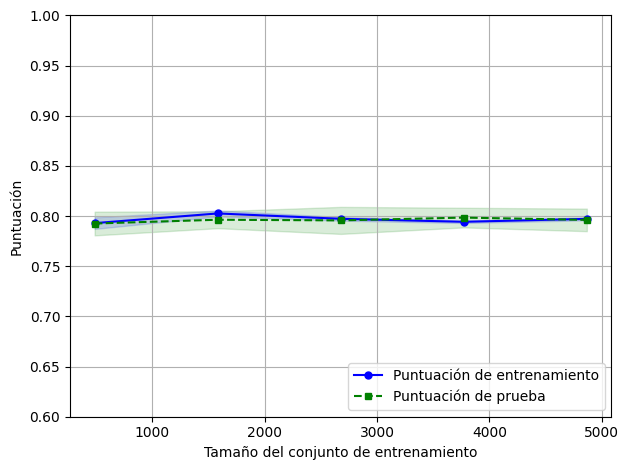 1.00
0.95
0.90
0.85
0.80
0.75
0.70
0.65
0.60
Puntuación
1000 2000 3000 4000 5000
Tamaño del conjunto de entrenamiento
Puntuación de entrenamiento
Puntuación de prueba